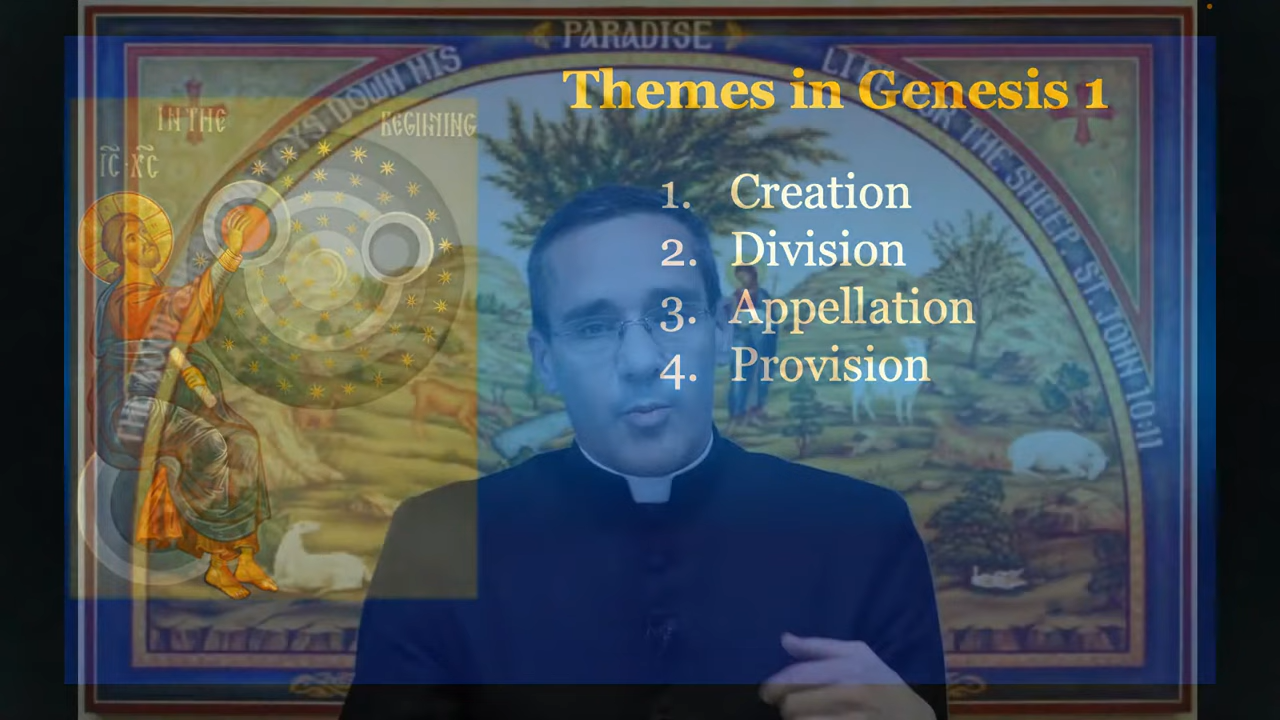 PARADISE
LAYS DOWN HIS
LIFE FOR THE SHEEP. ST. JOHN 10:11
Themes in Genesis 1
IN THE BEGINNING
IC XC
1. Creation
2. Division
3. Appellation
4. Provision